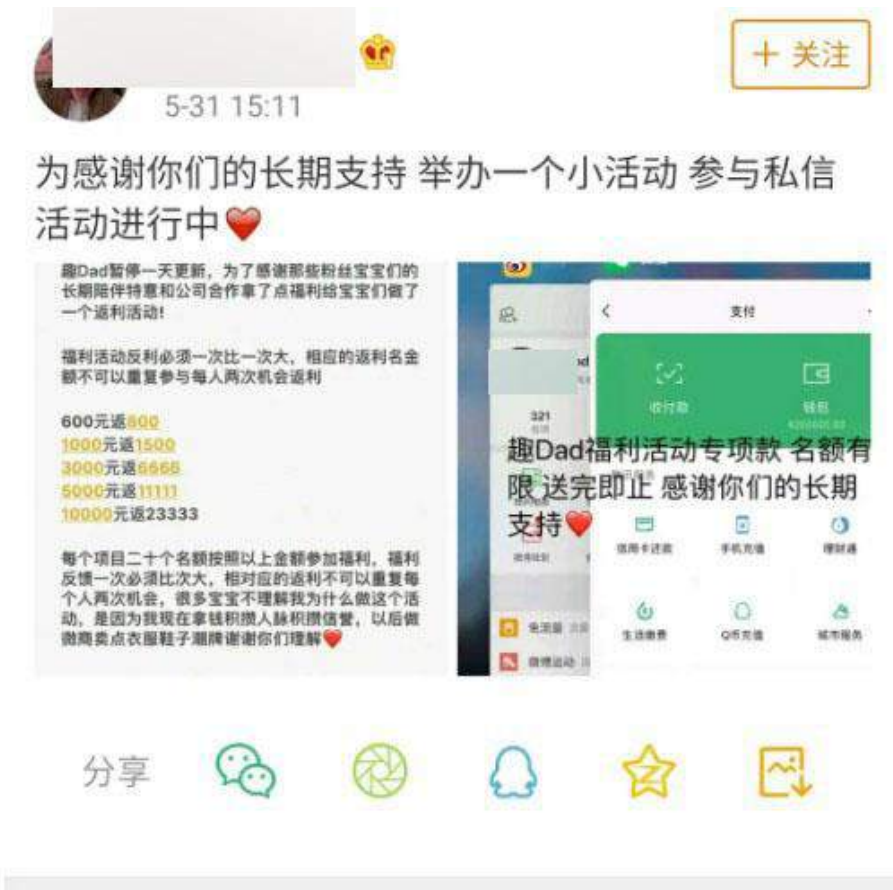 + 关注
5-31 15:11
为感谢你们的长期支持 举办一个小活动 参与私信
活动进行中❤️
趣Dad暂停一天更新，为了感谢那些粉丝宝宝们的
长期陪伴特意和公司合作拿了点福利给宝宝们做了
一个返利活动!
福利活动反利必须一次比一次大，相应的返利名金
额不可以重复参与每人两次机会返利
600元返800
1000元返1500
3000元返6666
5000元返11111
10000元返23333
每个项目二十个名额按照以上金额参加福利，福利
反馈一次必须比次大，相对应的返利不可以重复每
个人两次机会，很多宝宝不理解我为什么做这个活
动，是因为我现在拿钱积攒人脉积攒信誉，以后做
微商卖点衣服鞋子潮牌谢谢你们理解❤️
支付
收付款
钱包
321
趣Dad福利活动专项款 名额有
限 送完即止 感谢你们的长期
支持❤️
信用卡还款
手机充值
理财通
生活缴费
Q币充值
城市服务
免流量
微博运动
分享